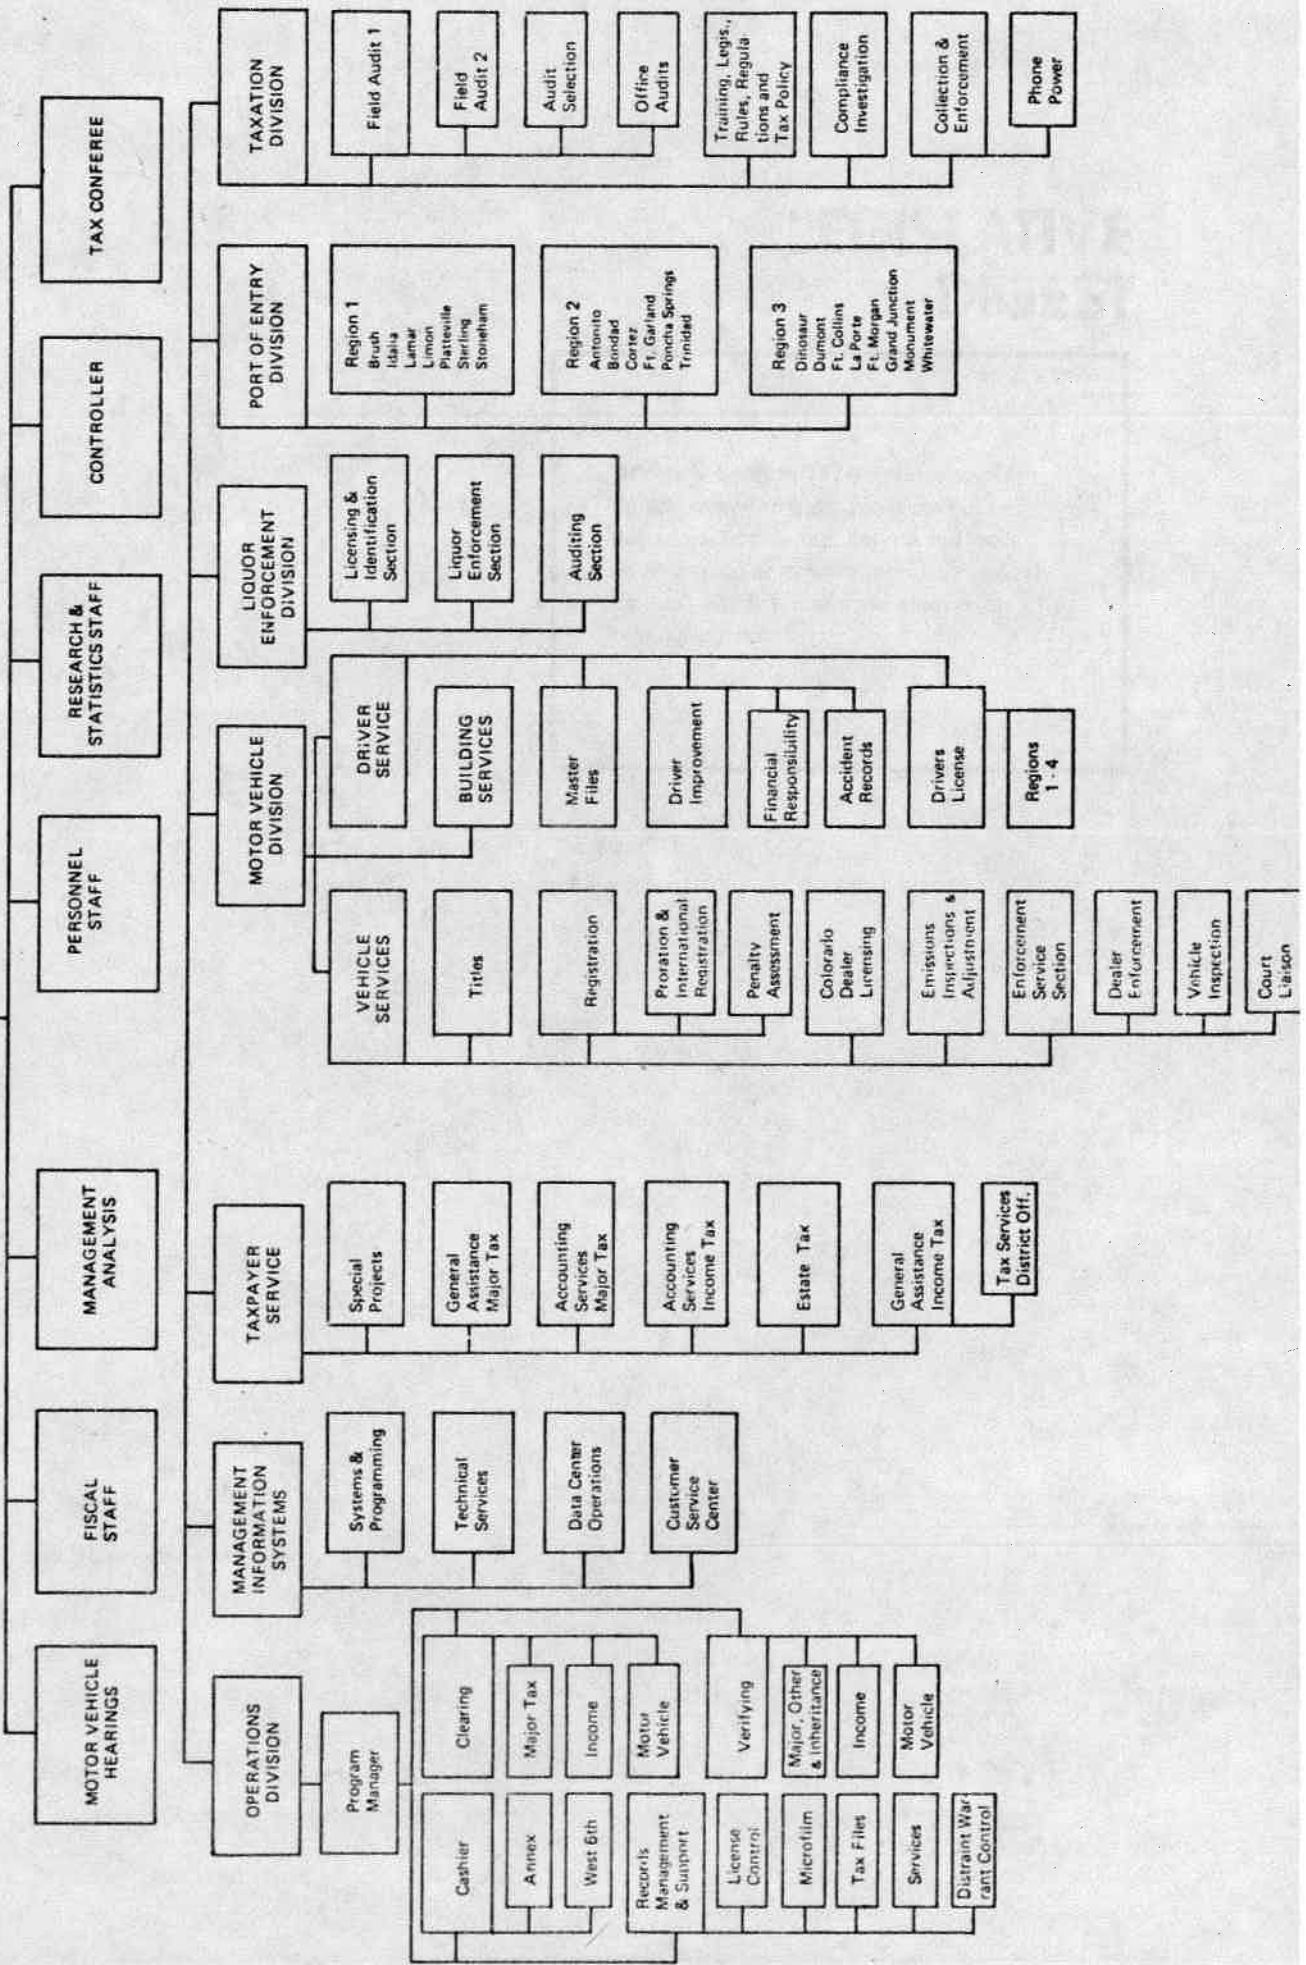 MOTOR VEHICLE
HEARINGS
FISCAL
STAFF
MANAGEMENT
ANALYSIS
PERSONNEL
STAFF
RESEARCH &
STATISTICS STAFF
CONTROLLER
TAX CONFEREE
OPERATIONS
DIVISION
Program
Manager
Cashier
Annex
West 6th
Records
Management
& Support
License
Control
Microfilm
Tax Files
Services
Distraint War-
rant Control
Clearing
Major Tax
Income
Motor
Vehicle
Verifying
Major, Other
& Inheritance
Income
Motor
Vehicle
MANAGEMENT
INFORMATION
SYSTEMS
Systems &
Programming
Technical
Services
Data Center
Operations
Customer
Service
Center
TAXPAYER
SERVICE
Special
Projects
General
Assistance
Major Tax
Accounting
Services
Major Tax
Accounting
Services
Income Tax
Estate Tax
General
Assistance
Income Tax
Tax Services
District Off.
MOTOR VEHICLE
DIVISION
VEHICLE
SERVICES
Titles
Registration
Proration &
International
Registration
Penalty
Assessment
Colorado
Dealer
Licensing
Emissions
Inspections &
Adjustment
Enforcement
Service
Section
Dealer
Enforcement
Vehicle
Inspection
Court
Liaison
DRIVER
SERVICE
BUILDING
SERVICES
Master
Files
Driver
Improvement
Financial
Responsibility
Accident
Records
Drivers
License
Regions
1 - 4
LIQUOR
ENFORCEMENT
DIVISION
Licensing &
Identification
Section
Liquor
Enforcement
Section
Auditing
Section
PORT OF ENTRY
DIVISION
Region 1
Brush
Idalia
Lamar
Limon
Platteville
Sterling
Stoneham
Region 2
Antonito
Bondad
Cortez
Ft. Garland
Poncha Springs
Trinidad
Region 3
Dinosaur
Dumont
Ft. Collins
La Porte
Ft. Morgan
Grand Junction
Monument
Whitewater
TAXATION
DIVISION
Field Audit 1
Field
Audit 2
Audit
Selection
Office
Audits
Training, Legis.,
Rules, Regula-
tions and
Tax Policy
Compliance
Investigation
Collection &
Enforcement
Phone
Power